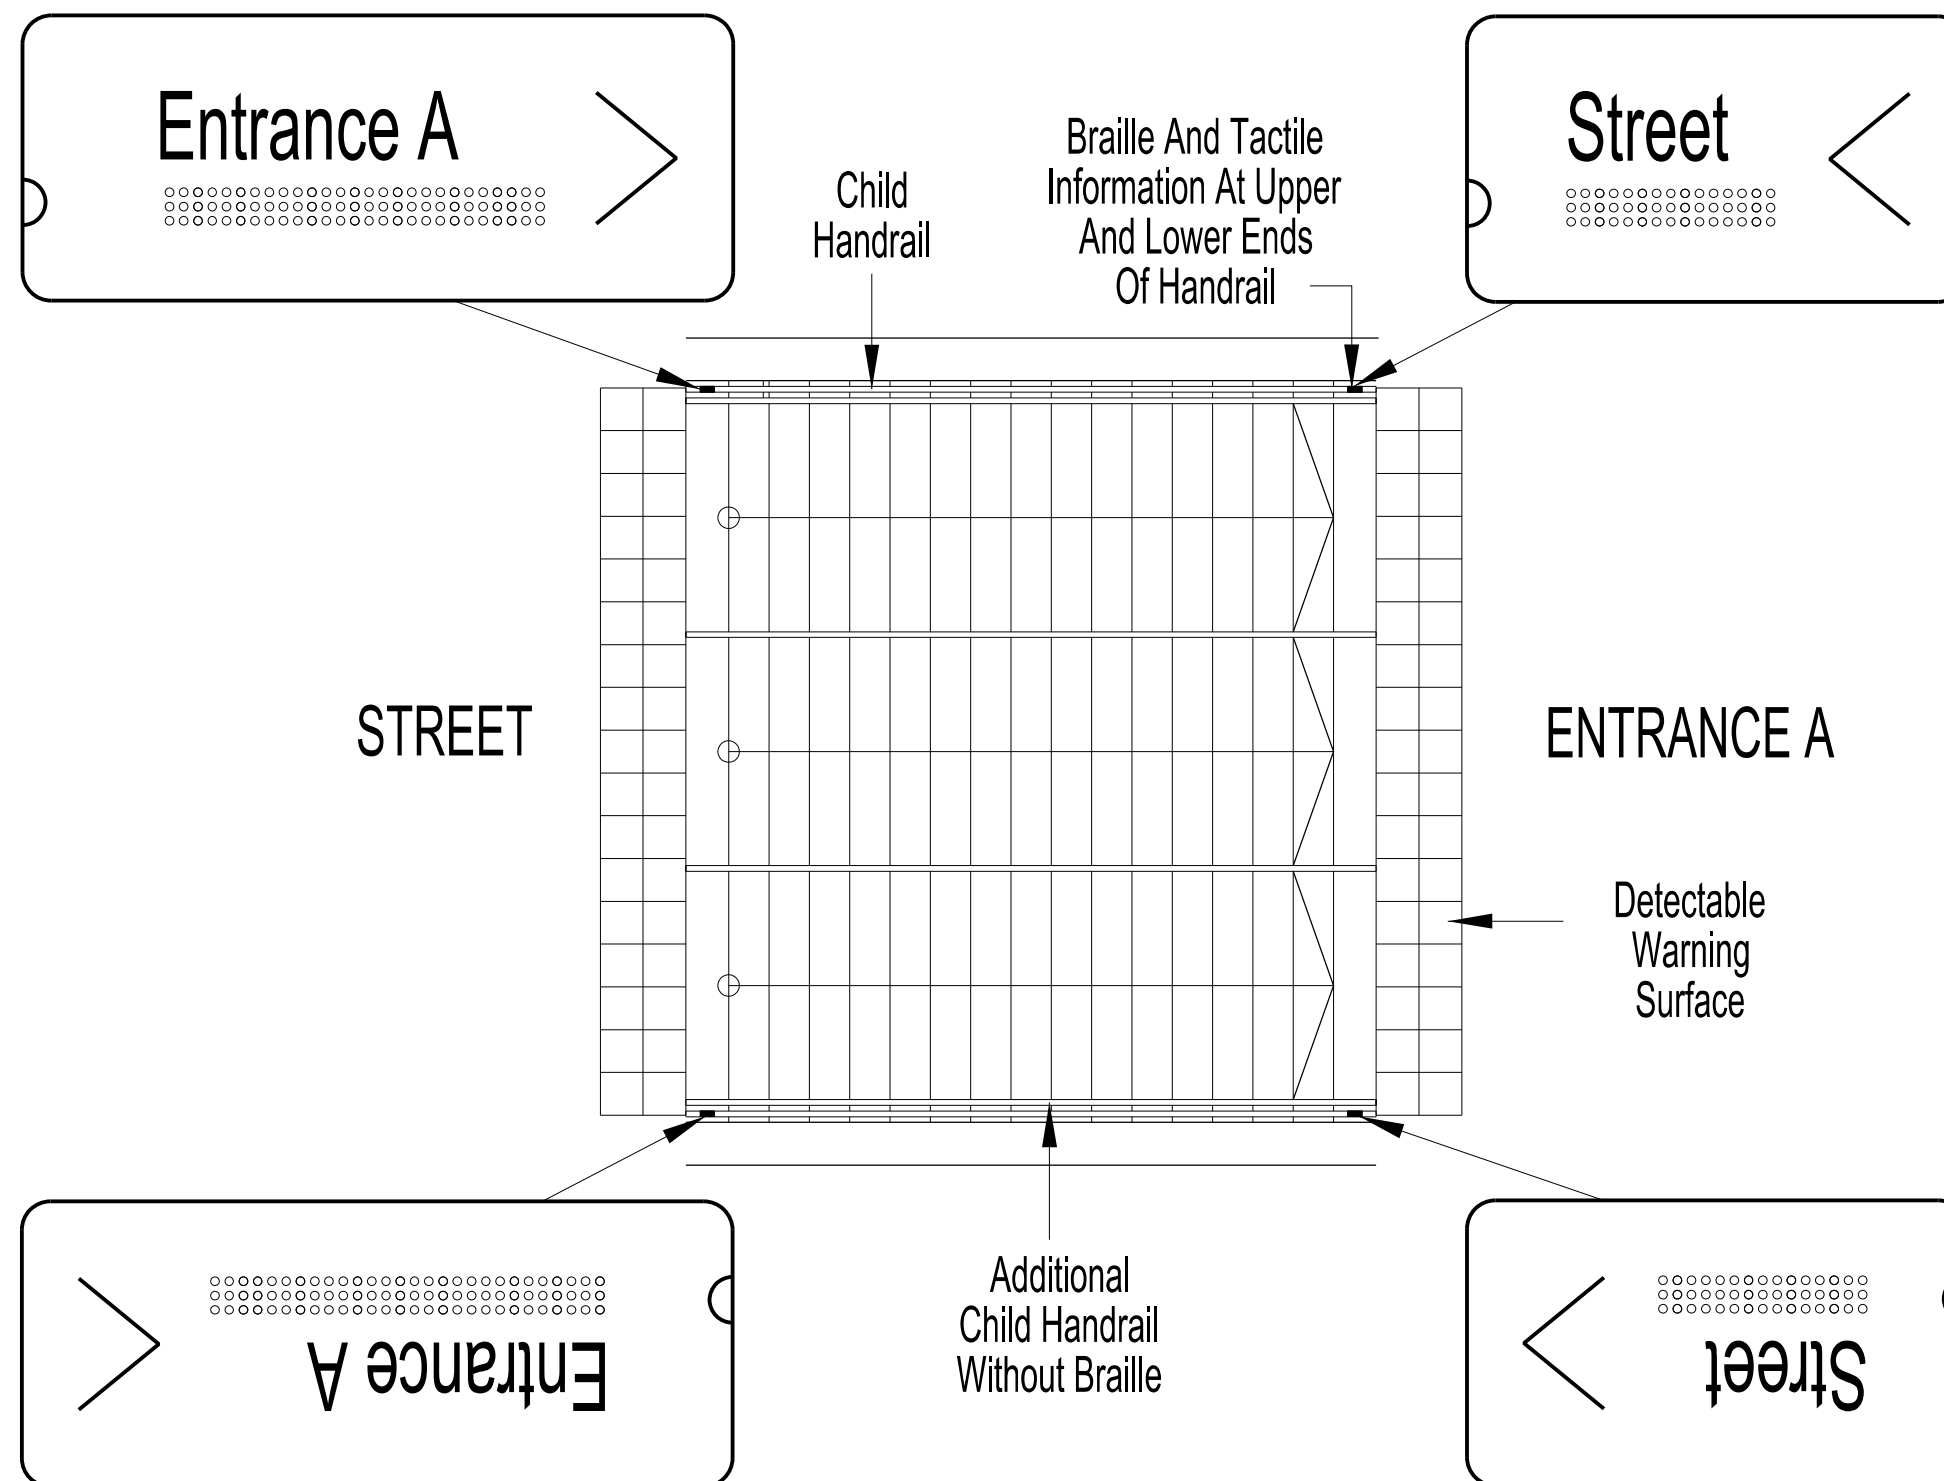 Entrance A
Street
Braille And Tactile
Information At Upper
And Lower Ends
Of Handrail
Child
Handrail
STREET
ENTRANCE A
Detectable
Warning
Surface
Additional
Child Handrail
Without Braille
Entrance A
Street